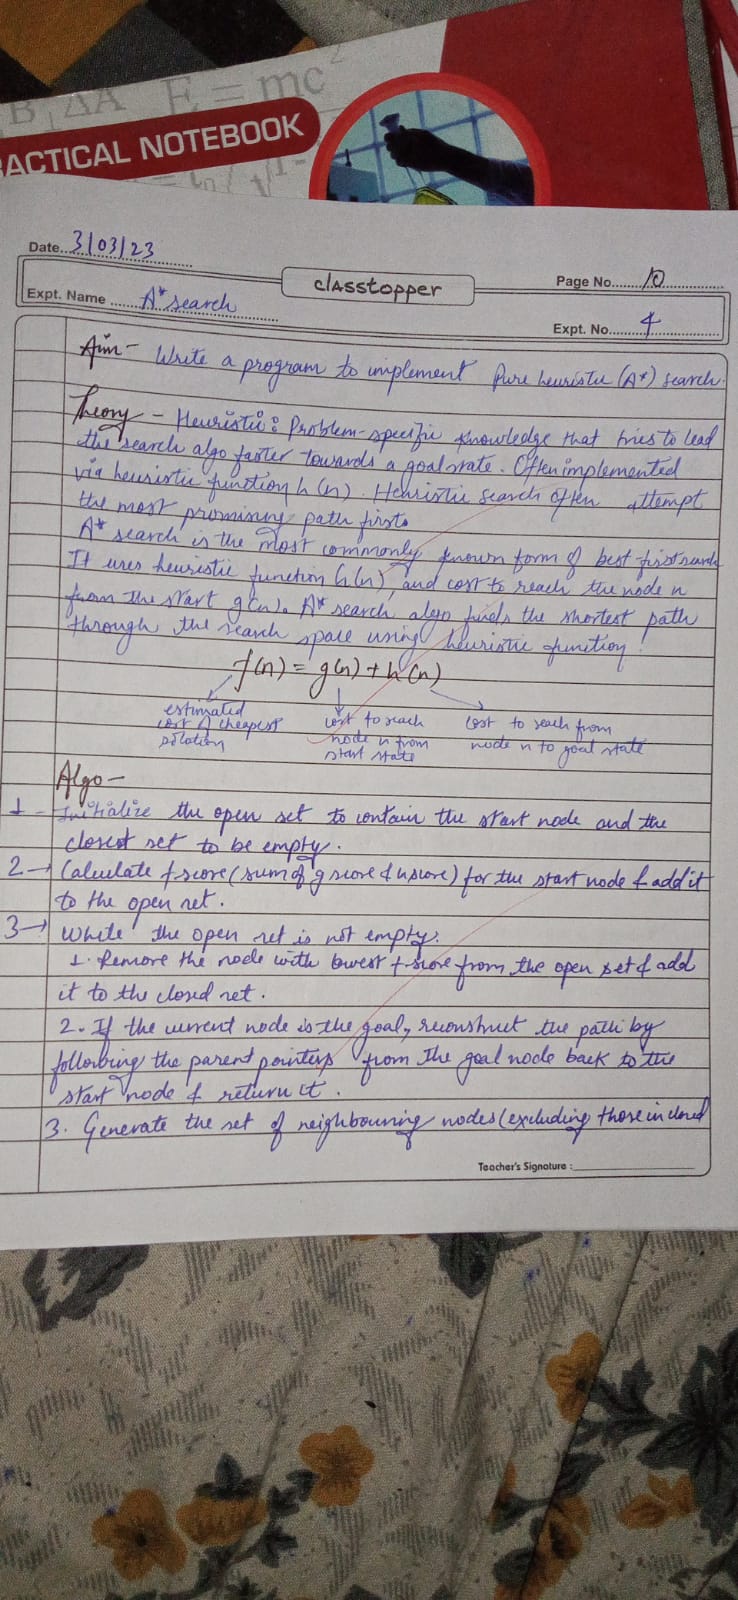 B ΔA E = mc²
RACTICAL NOTEBOOK
Date..3/03/23
classtopper
Page No......10
Expt. Name ......A* search
Expt. No........4
Aim - Write a program to implement Pure heuristic (A*) search.
Theory - Heuristic: Problem-specific knowledge that tries to lead
the search algo faster towards a goal state. Often implemented
via heuristic function h(n). Heuristic search often attempt
the most promising path first.
A* search is the most commonly known form of best-first search
It uses heuristic function h(n), and cost to reach the node n
from the start g(n). A* search algo finds the shortest path
through the search space using heuristic function!
f(n) = g(n) + h(n)
estimated cost to reach cost to reach from
cost of cheapest node n from node n to goal state
solution start state
Algo -
1 - Initialize the open set to contain the start node and the
closed set to be empty.
2 → Calculate f-score (sum of g score & h score) for the start node & add it
to the open set.
3 → While the open set is not empty:
1. Remove the node with lowest f-score from the open set & add
it to the closed set.
2. If the current node is the goal, reconstruct the path by
following the parent pointers from the goal node back to the
start node & return it.
3. Generate the set of neighbouring nodes (excluding those in closed
Teacher's Signature :